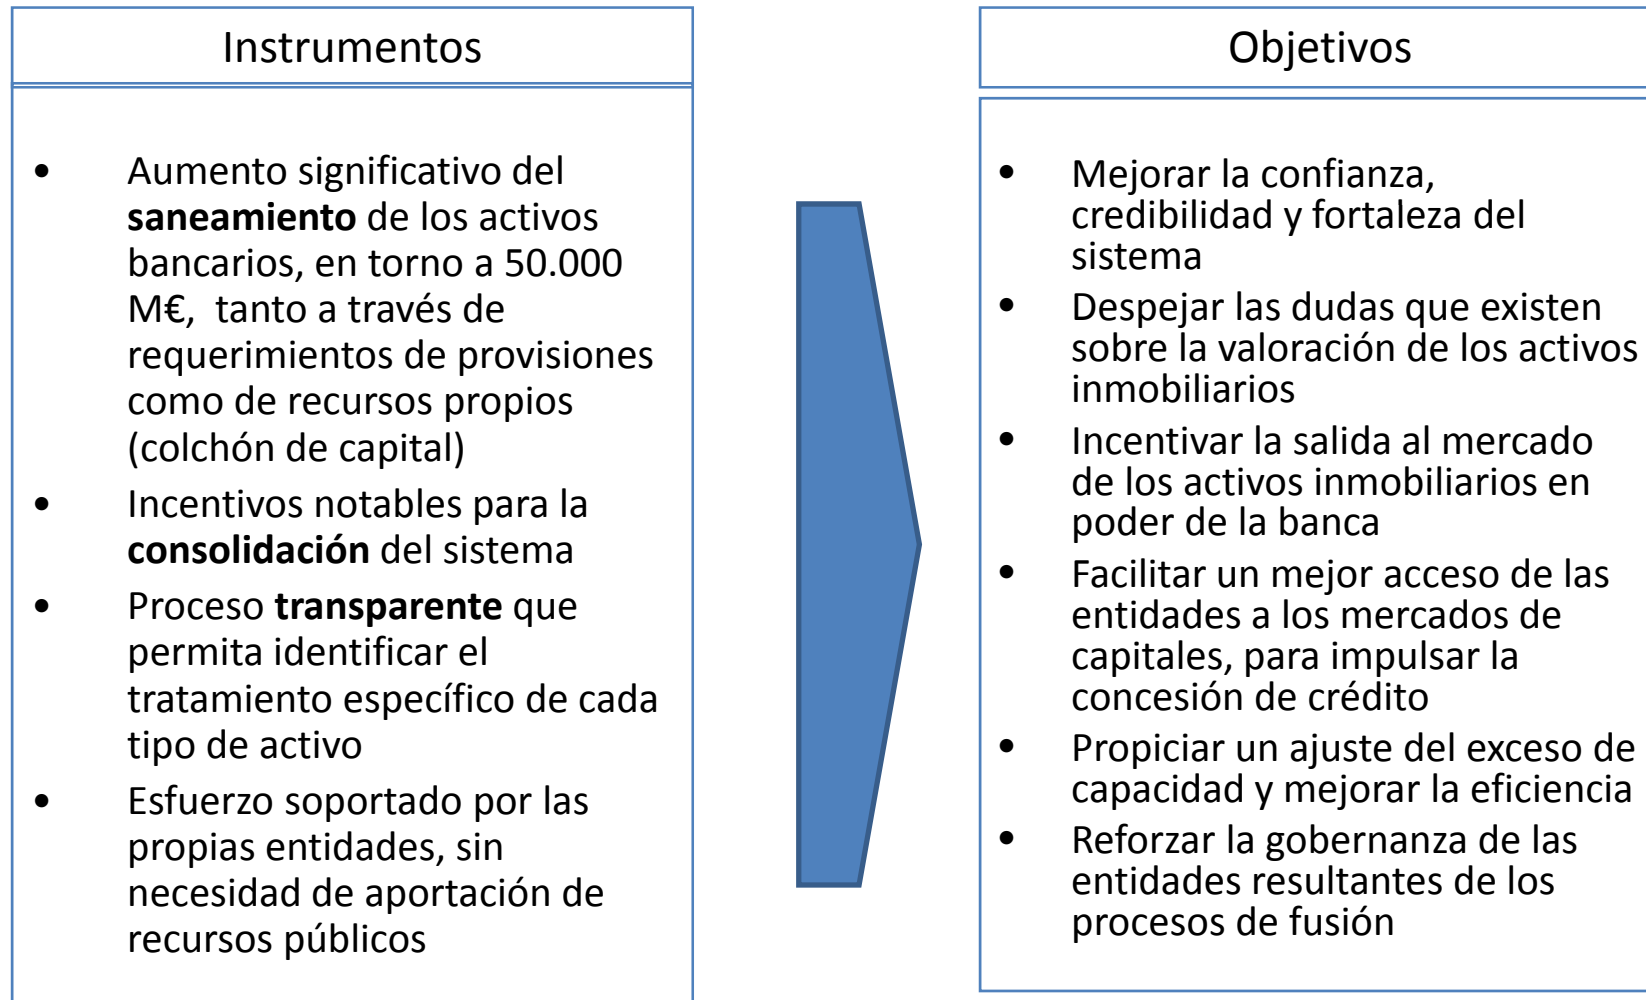 Instrumentos
• Aumento significativo del
saneamiento de los activos
bancarios, en torno a 50.000
M€, tanto a través de
requerimientos de provisiones
como de recursos propios
(colchón de capital)
• Incentivos notables para la
consolidación del sistema
• Proceso transparente que
permita identificar el
tratamiento específico de cada
tipo de activo
• Esfuerzo soportado por las
propias entidades, sin
necesidad de aportación de
recursos públicos
Objetivos
• Mejorar la confianza,
credibilidad y fortaleza del
sistema
• Despejar las dudas que existen
sobre la valoración de los activos
inmobiliarios
• Incentivar la salida al mercado
de los activos inmobiliarios en
poder de la banca
• Facilitar un mejor acceso de las
entidades a los mercados de
capitales, para impulsar la
concesión de crédito
• Propiciar un ajuste del exceso de
capacidad y mejorar la eficiencia
• Reforzar la gobernanza de las
entidades resultantes de los
procesos de fusión